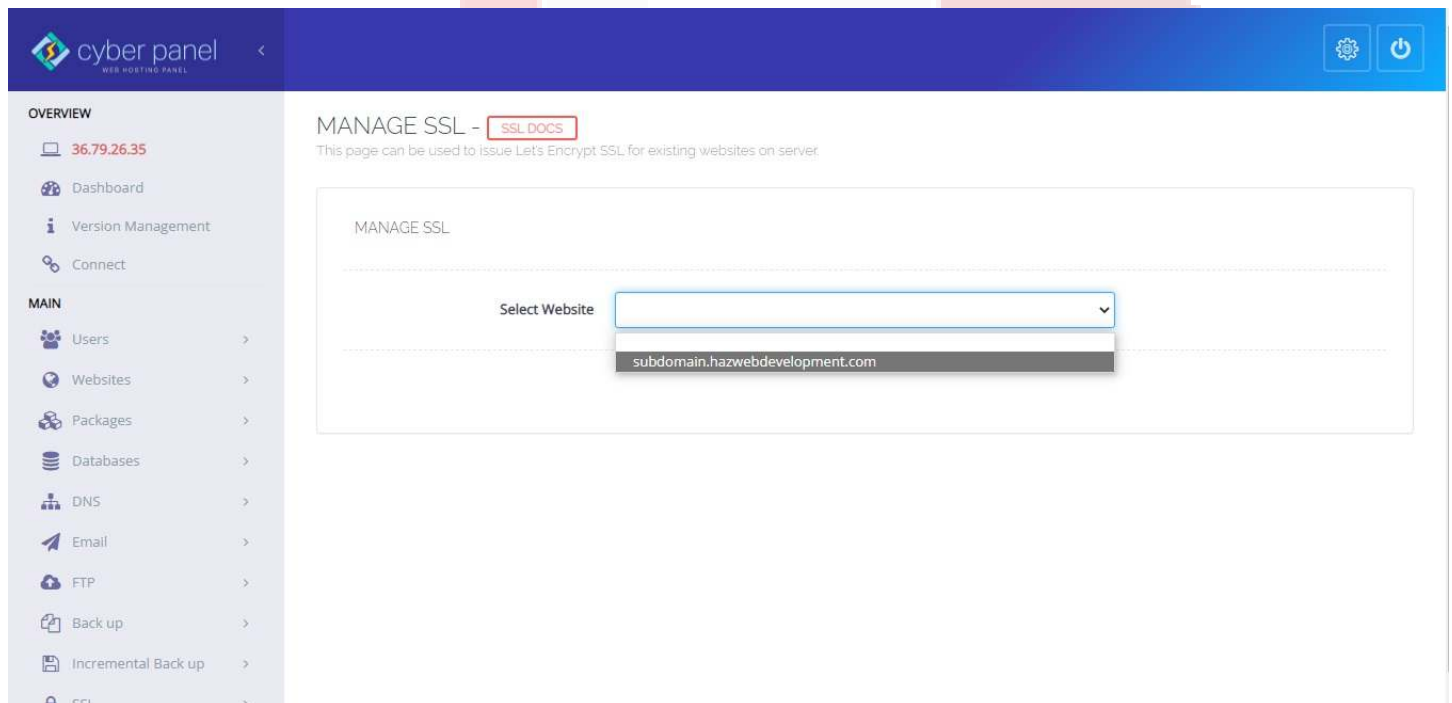 cyber panel
WEB HOSTING PANEL
OVERVIEW
36.79.26.35
Dashboard
Version Management
Connect
MAIN
Users
Websites
Packages
Databases
DNS
Email
FTP
Back up
Incremental Back up
SSL
MANAGE SSL - SSL DOCS
This page can be used to issue Let's Encrypt SSL for existing websites on server.
MANAGE SSL
Select Website
subdomain.hazwebdevelopment.com